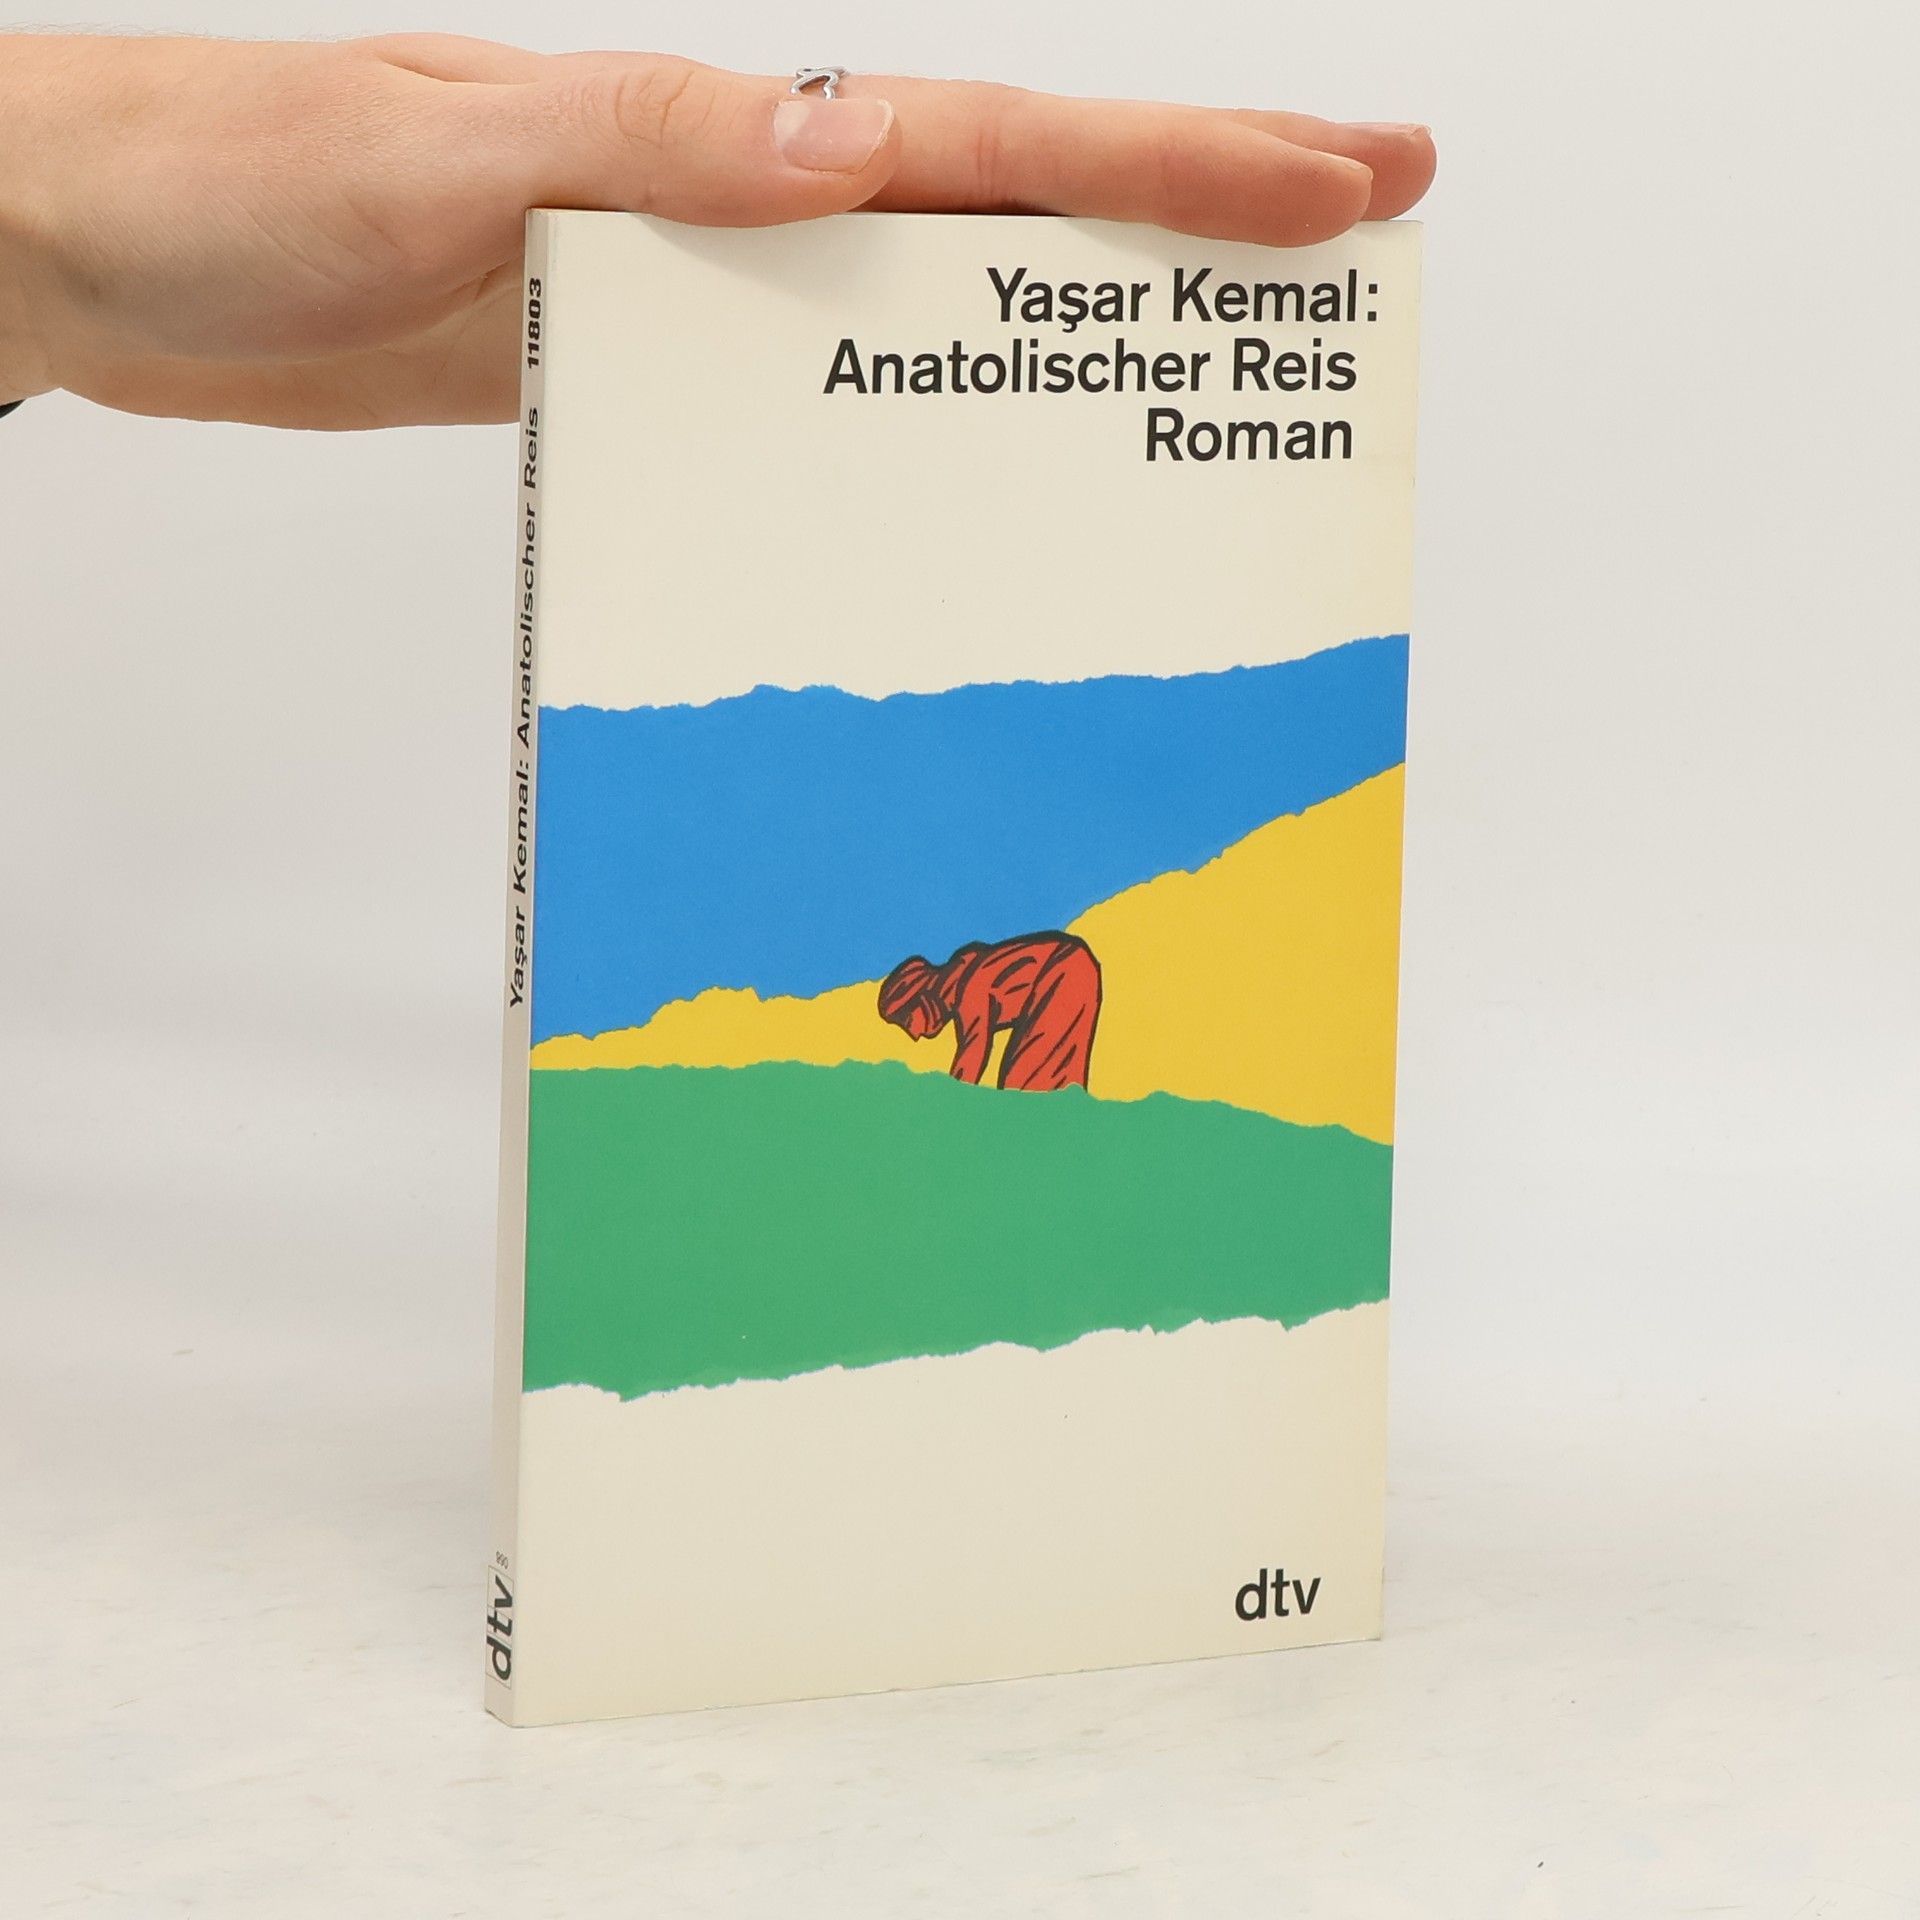 Yaşar Kemal:
Anatolischer Reis
Roman
dtv
Yaşar Kemal: Anatolischer Reis 11803
dtv